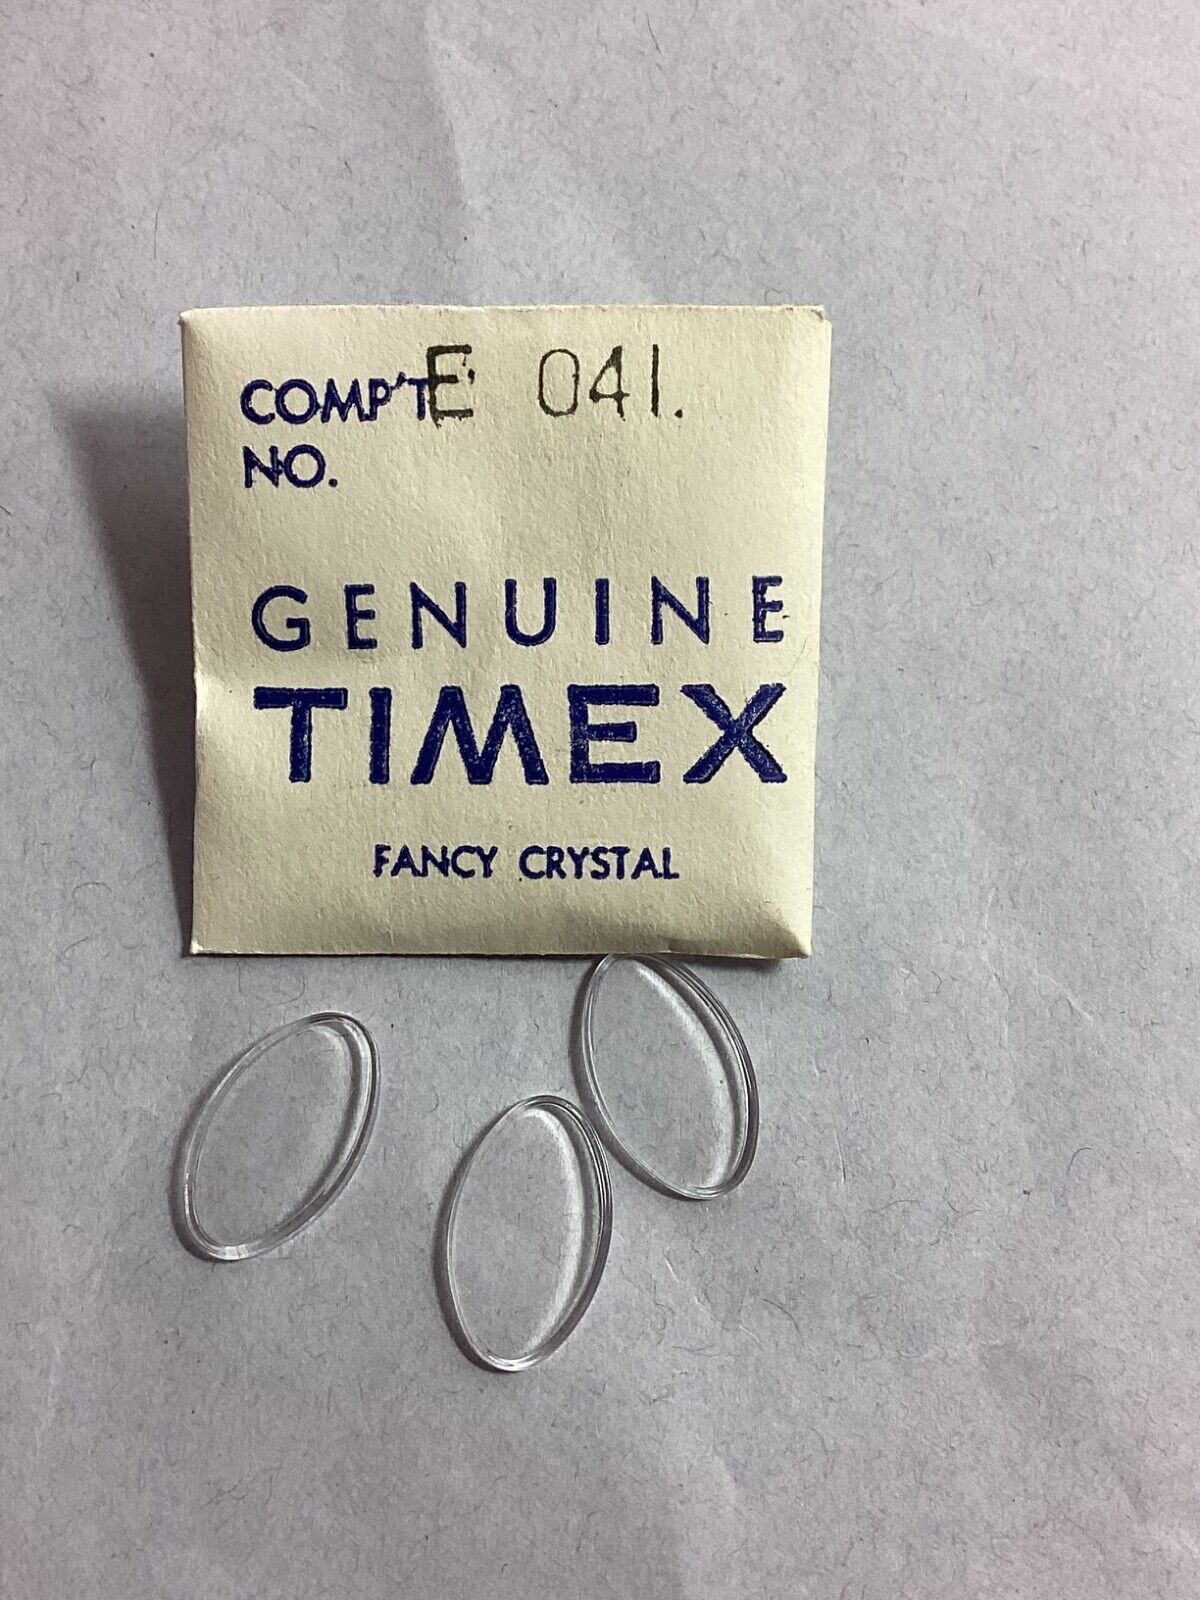 COMP'T E 041.
NO.
GENUINE
TIMEX
FANCY CRYSTAL